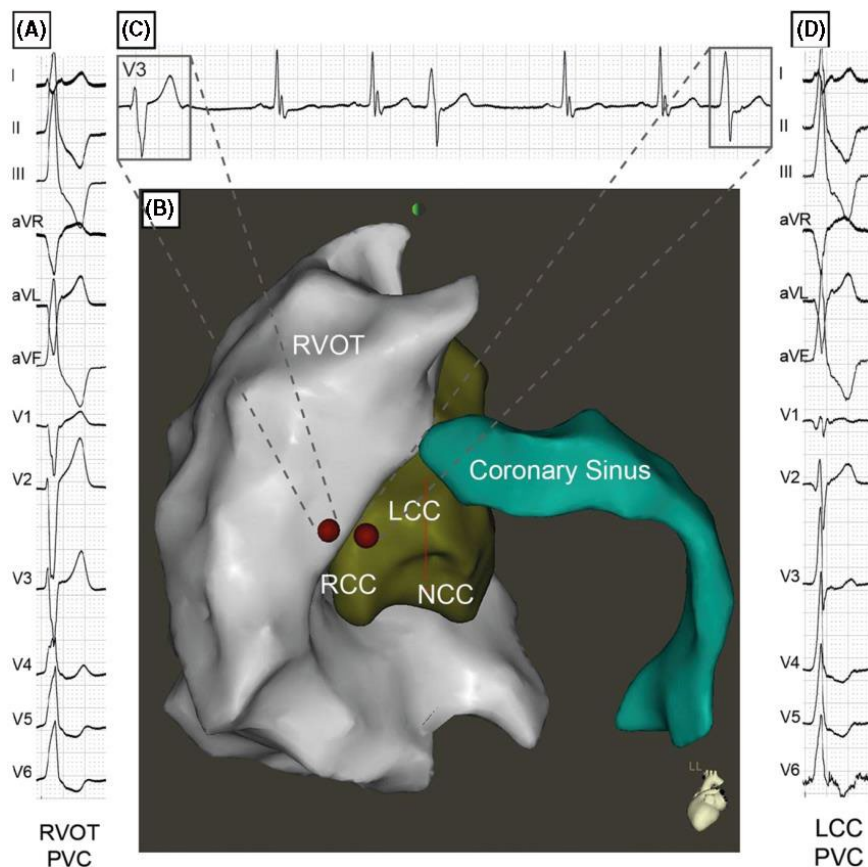 (A)
I
II
III
aVR
aVL
aVF
V1
V2
V3
V4
V5
V6
RVOT
PVC
(C)
V3
(B)
RVOT
Coronary Sinus
LCC
RCC
NCC
LL
(D)
I
II
III
aVR
aVL
aVF
V1
V2
V3
V4
V5
V6
LCC
PVC